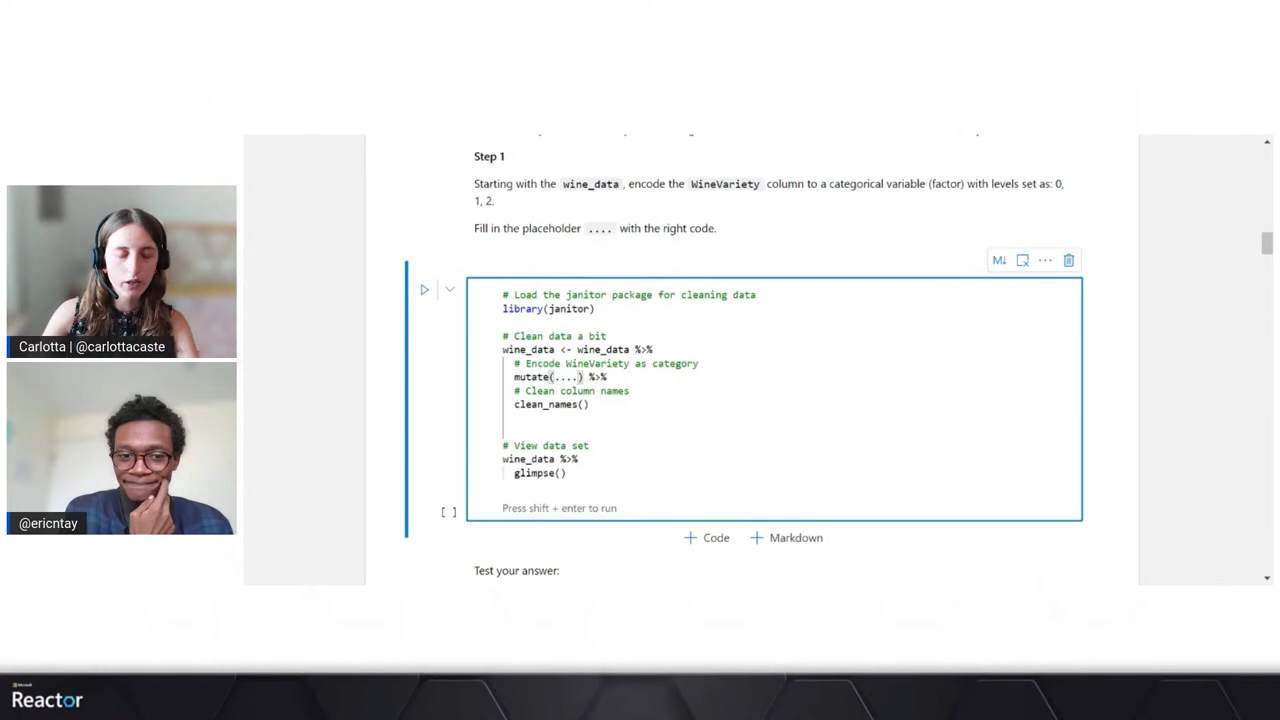 Step 1
Starting with the wine_data, encode the WineVariety column to a categorical variable (factor) with levels set as: 0,
1, 2.
Fill in the placeholder .... with the right code.
M↓ ···
# Load the janitor package for cleaning data
library(janitor)
# Clean data a bit
wine_data <- wine_data %>%
# Encode WineVariety as category
mutate(....) %>%
# Clean column names
clean_names()
# View data set
wine_data %>%
glimpse()
[ ]
Press shift + enter to run
+ Code + Markdown
Test your answer:
Carlotta | @carlottacaste
@ericntay
Microsoft
Reactor